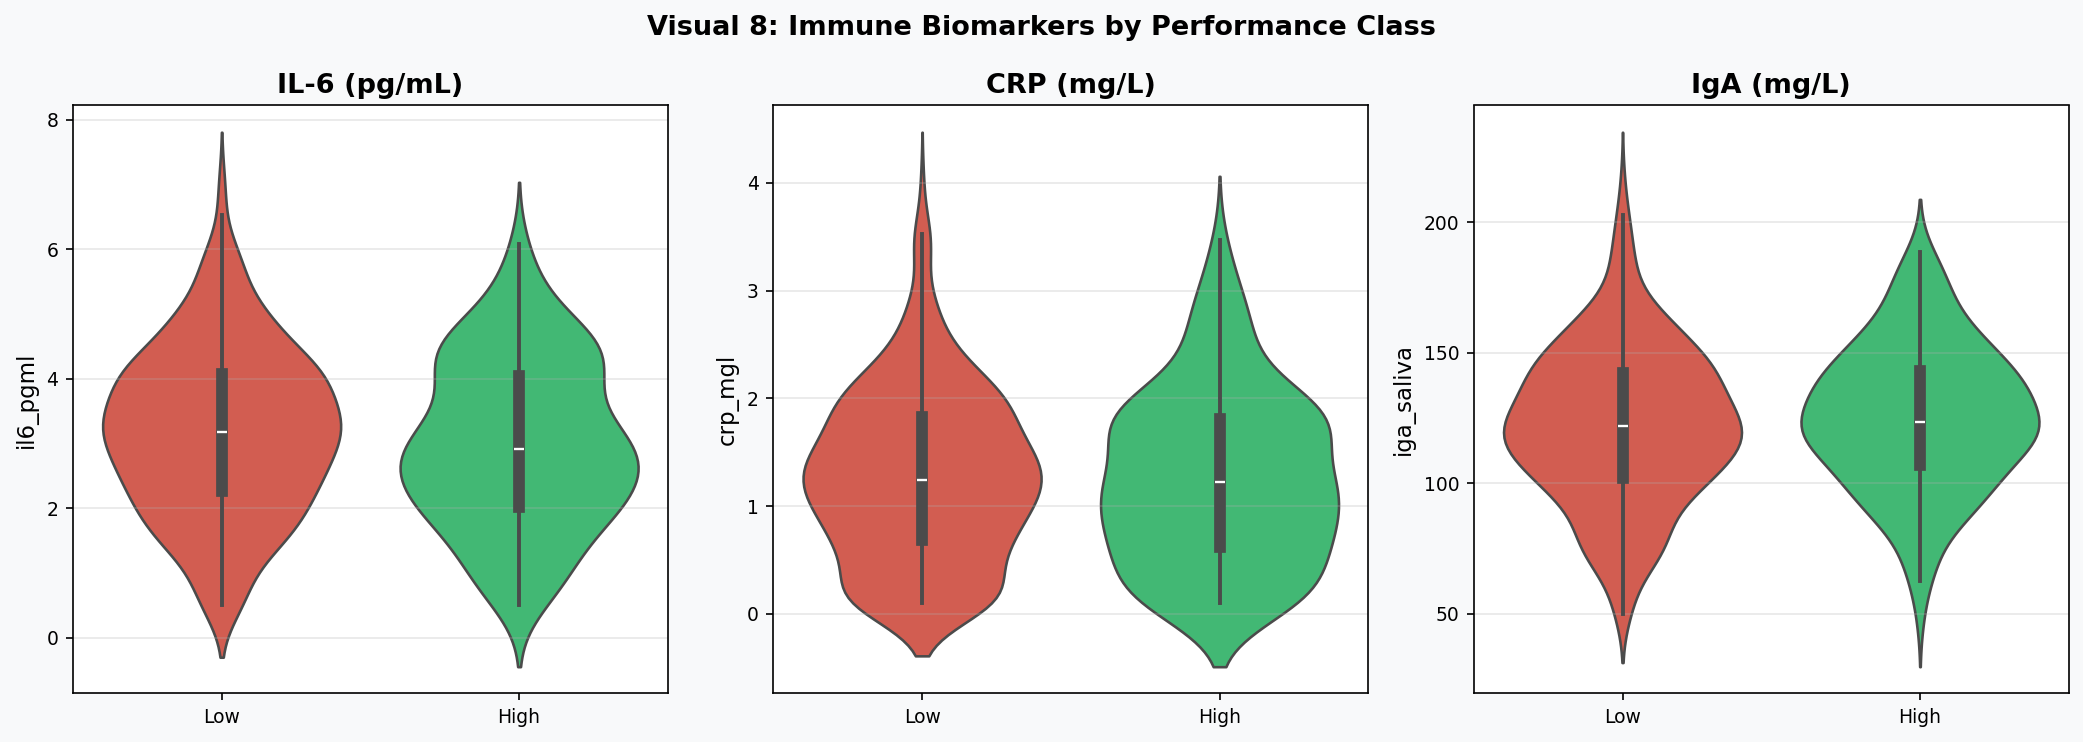 Visual 8: Immune Biomarkers by Performance Class
IL-6 (pg/mL)
il6_pgml
8
6
4
2
0
Low High
CRP (mg/L)
crp_mgl
4
3
2
1
0
Low High
IgA (mg/L)
iga_saliva
200
150
100
50
Low High